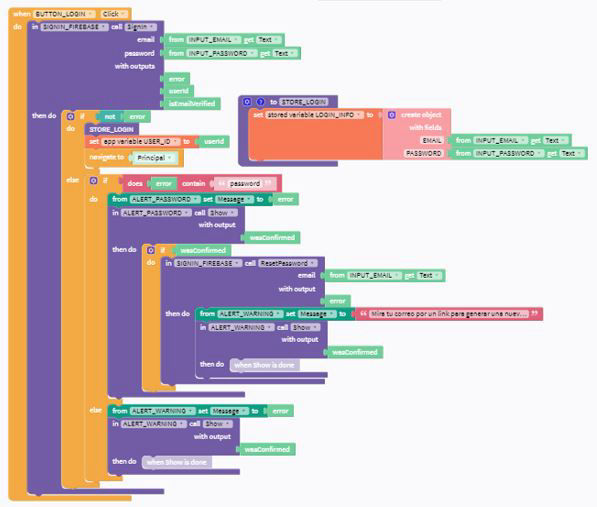 when BUTTON_LOGIN Click
do in SIGNIN_FIREBASE call SignIn
email from INPUT_EMAIL get Text
password from INPUT_PASSWORD get Text
with outputs
error
userId
isEmailVerified
to STORE_LOGIN
set stored variable LOGIN_INFO to create object
with fields
EMAIL from INPUT_EMAIL get Text
PASSWORD from INPUT_PASSWORD get Text
then do if not error
do STORE_LOGIN
set app variable USER_ID to userId
navigate to Principal
else if does error contain “ password ”
do from ALERT_PASSWORD set Message to error
in ALERT_PASSWORD call Show
with output
wasConfirmed
then do if wasConfirmed
do in SIGNIN_FIREBASE call ResetPassword
email from INPUT_EMAIL get Text
with output
error
then do from ALERT_WARNING set Message to “ Mira tu correo por un link para generar una nuev... ”
in ALERT_WARNING call Show
with output
wasConfirmed
then do when Show is done
else from ALERT_WARNING set Message to error
in ALERT_WARNING call Show
with output
wasConfirmed
then do when Show is done